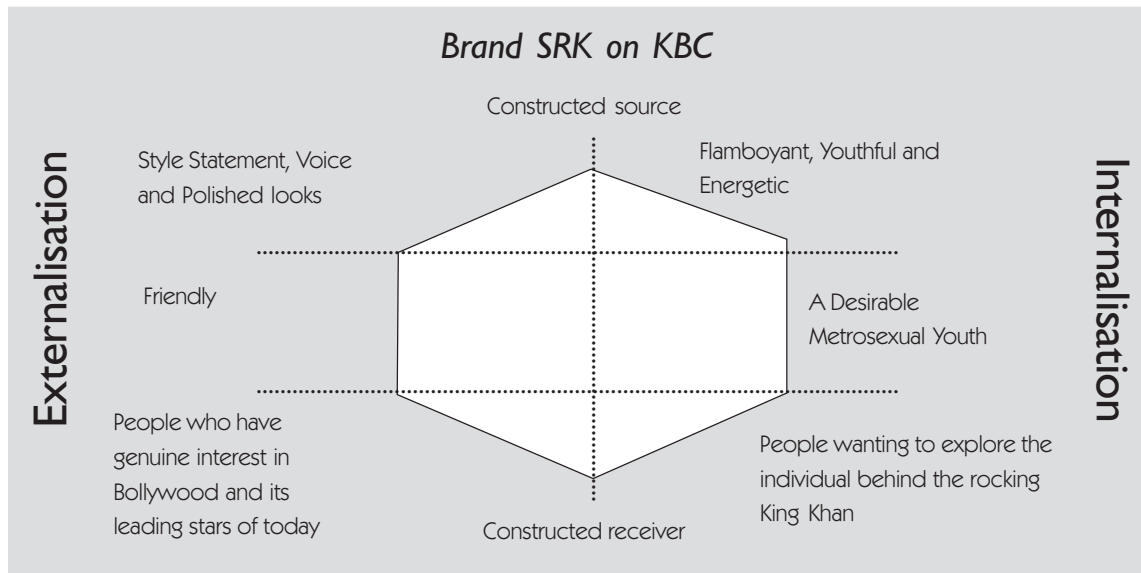 Brand SRK on KBC
Constructed source
Externalisation
Style Statement, Voice
and Polished looks
Flamboyant, Youthful and
Energetic
Internalisation
Friendly
A Desirable
Metrosexual Youth
People who have
genuine interest in
Bollywood and its
leading stars of today
People wanting to explore the
individual behind the rocking
King Khan
Constructed receiver